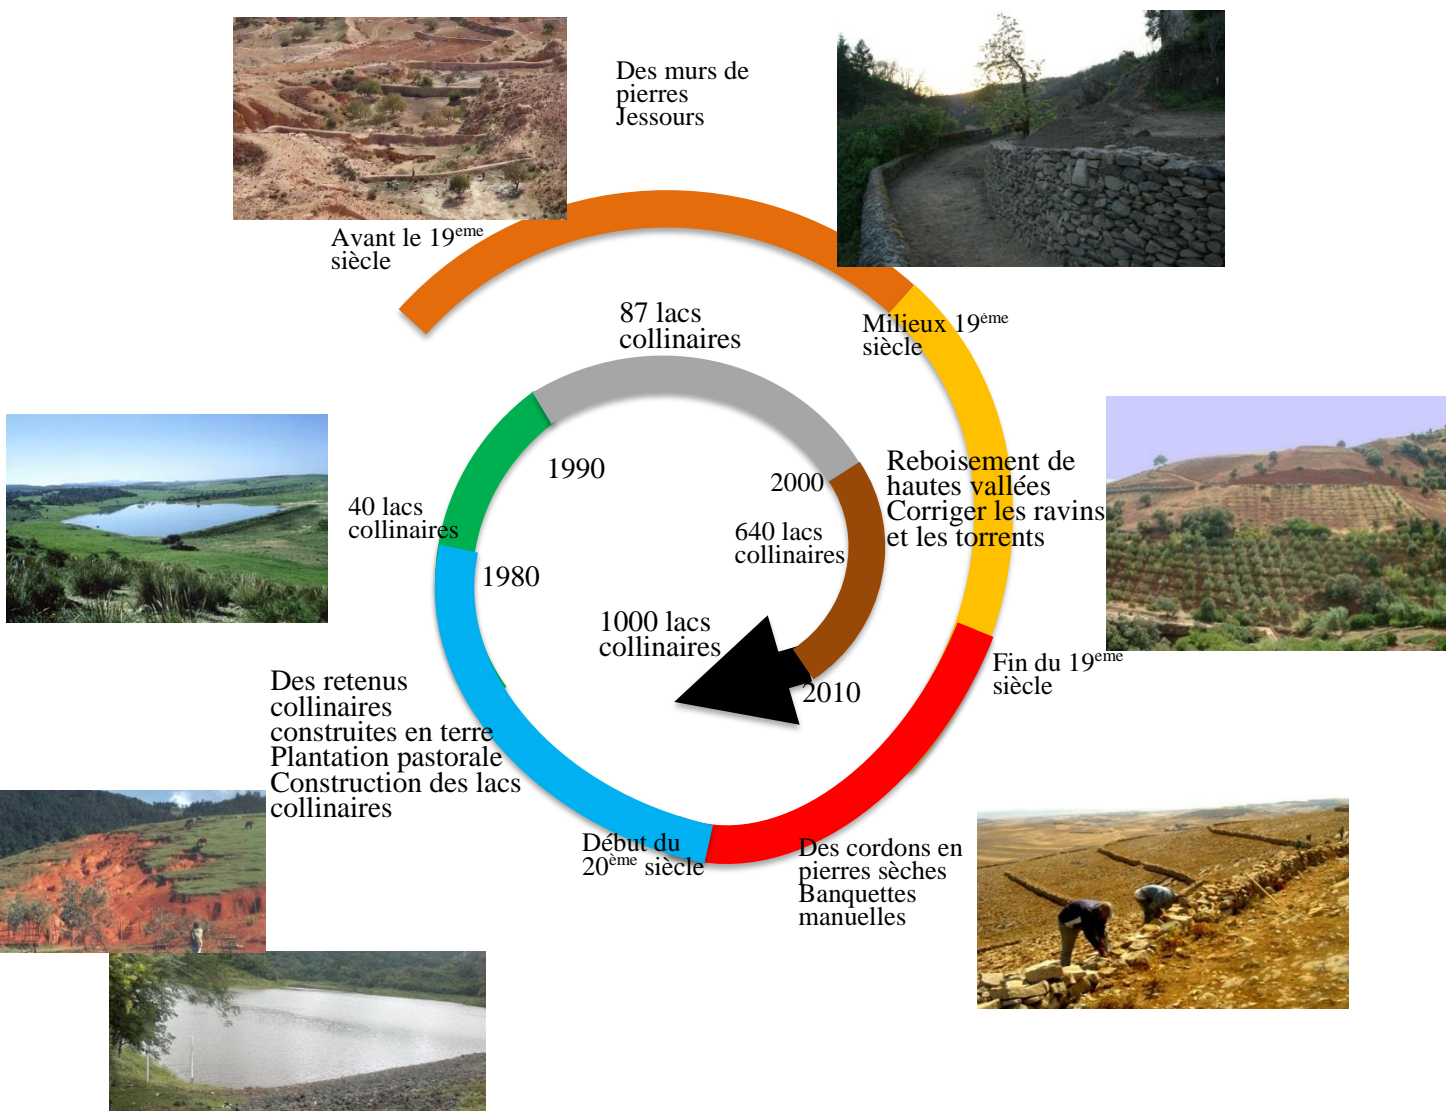 Des murs de
pierres
Jessours
Avant le 19eme
siècle
Milieux 19ème
siècle
87 lacs
collinaires
Reboisement de
hautes vallées
Corriger les ravins
et les torrents
1990
2000
40 lacs
collinaires
640 lacs
collinaires
1980
1000 lacs
collinaires
2010
Fin du 19eme
siècle
Des retenus
collinaires
construites en terre
Plantation pastorale
Construction des lacs
collinaires
Début du
20ème siècle
Des cordons en
pierres sèches
Banquettes
manuelles